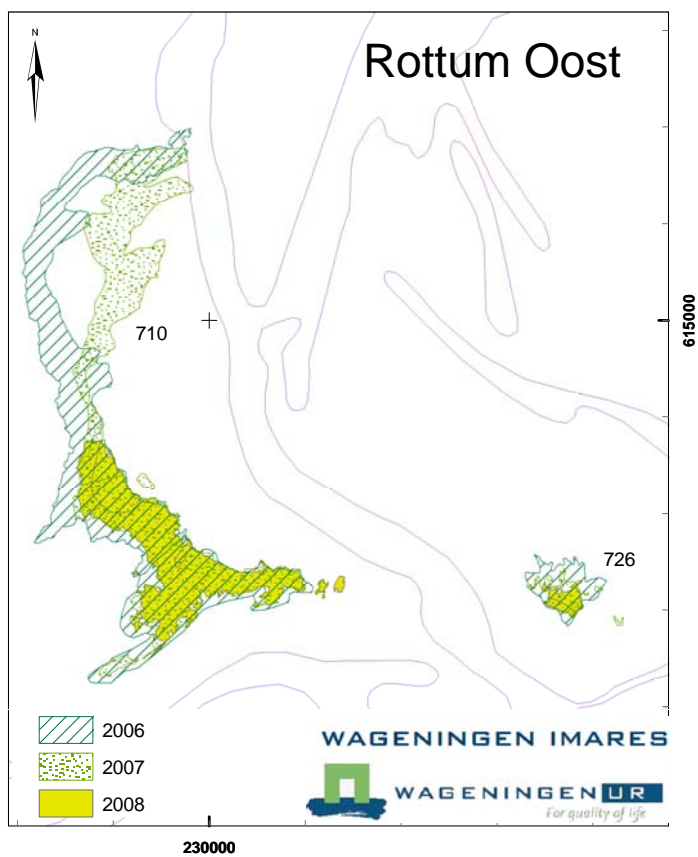 N
Rottum Oost
615000
710
726
2006
2007
2008
WAGENINGEN IMARES
WAGENINGEN UR
For quality of life
230000